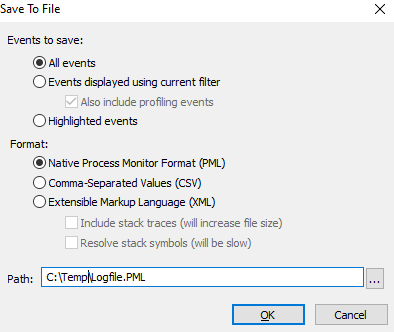 Save To File
Events to save:
All events
Events displayed using current filter
Also include profiling events
Highlighted events
Format:
Native Process Monitor Format (PML)
Comma-Separated Values (CSV)
Extensible Markup Language (XML)
Include stack traces (will increase file size)
Resolve stack symbols (will be slow)
Path: C:\Temp\Logfile.PML ...
OK Cancel